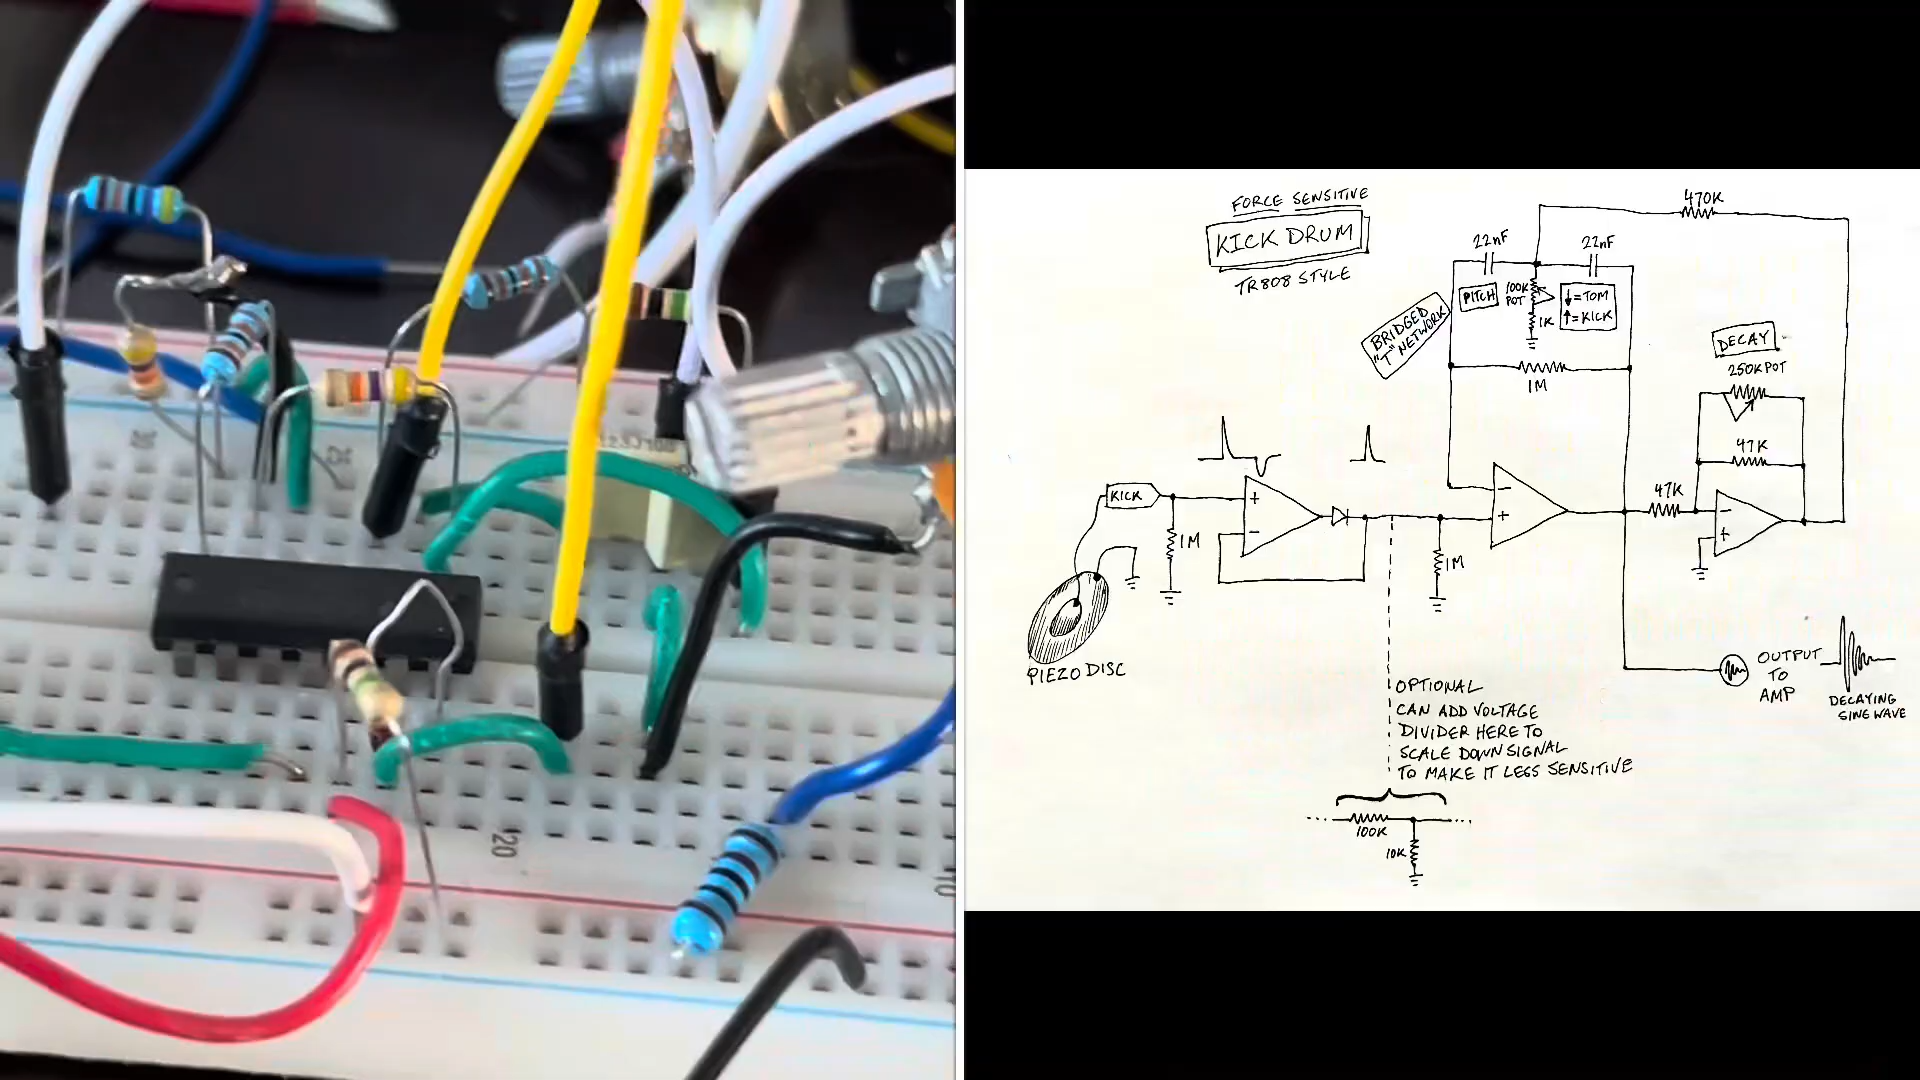 FORCE SENSITIVE
KICK DRUM
TR808 STYLE
470K
22nF
22nF
PITCH
100K
POT
1K
↓=TOM
↑=KICK
BRIDGED
"T" NETWORK
1M
DECAY
250K POT
47K
47K
KICK
+
-
-
+
-
+
1M
1M
PIEZO DISC
OUTPUT
TO
AMP
DECAYING
SINE WAVE
OPTIONAL
CAN ADD VOLTAGE
DIVIDER HERE TO
SCALE DOWN SIGNAL
TO MAKE IT LESS SENSITIVE
100K
10K
30
20
10